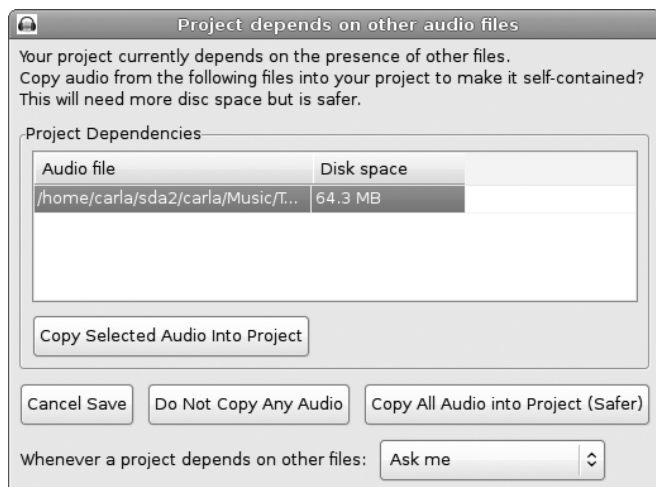 Project depends on other audio files
Your project currently depends on the presence of other files.
Copy audio from the following files into your project to make it self-contained?
This will need more disc space but is safer.
Project Dependencies
Audio file Disk space
/home/carla/sda2/carla/Music/T... 64.3 MB
Copy Selected Audio Into Project
Cancel Save Do Not Copy Any Audio Copy All Audio into Project (Safer)
Whenever a project depends on other files: Ask me